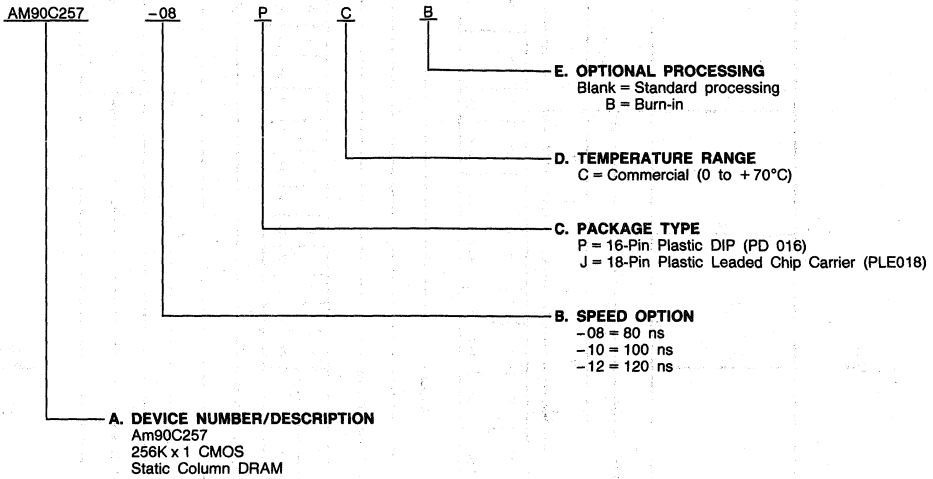 AM90C257 -08 P C B
E. OPTIONAL PROCESSING
Blank = Standard processing
B = Burn-in
D. TEMPERATURE RANGE
C = Commercial (0 to +70°C)
C. PACKAGE TYPE
P = 16-Pin Plastic DIP (PD 016)
J = 18-Pin Plastic Leaded Chip Carrier (PLE018)
B. SPEED OPTION
-08 = 80 ns
-10 = 100 ns
-12 = 120 ns
A. DEVICE NUMBER/DESCRIPTION
Am90C257
256K x 1 CMOS
Static Column DRAM